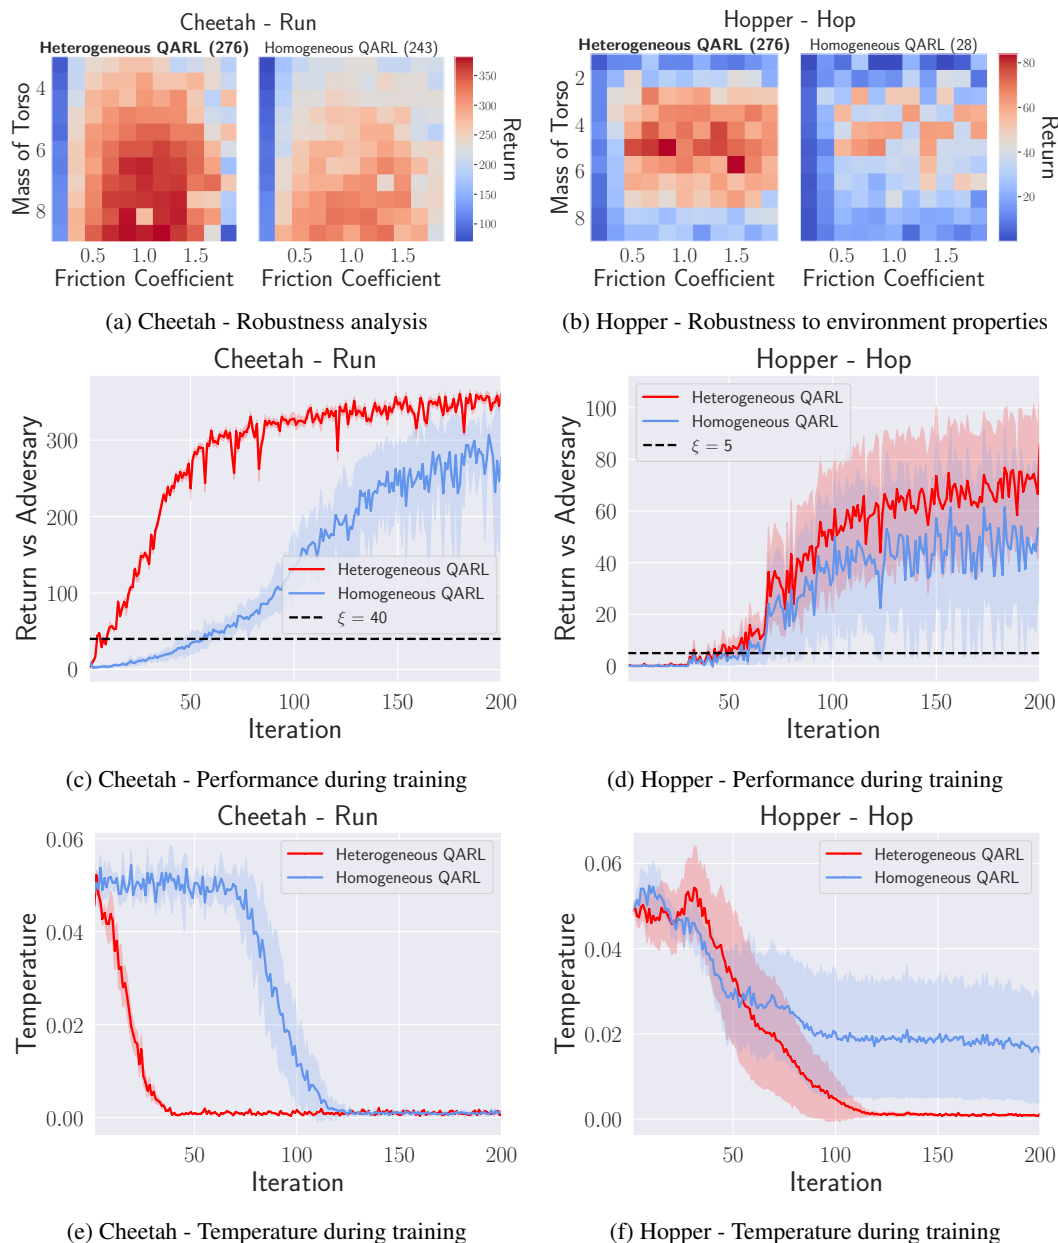 Cheetah - Run
Heterogeneous QARL (276) Homogeneous QARL (243)
Mass of Torso
4
6
8
0.5 1.0 1.5 0.5 1.0 1.5
Friction Coefficient Friction Coefficient
350
300
250
200
150
100
Return
(a) Cheetah - Robustness analysis
Hopper - Hop
Heterogeneous QARL (276) Homogeneous QARL (28)
Mass of Torso
2
4
6
8
0.5 1.0 1.5 0.5 1.0 1.5
Friction Coefficient Friction Coefficient
80
60
40
20
Return
(b) Hopper - Robustness to environment properties
Cheetah - Run
Return vs Adversary
300
200
100
0
Heterogeneous QARL
Homogeneous QARL
ξ = 40
50 100 150 200
Iteration
(c) Cheetah - Performance during training
Hopper - Hop
Return vs Adversary
100
80
60
40
20
0
Heterogeneous QARL
Homogeneous QARL
ξ = 5
50 100 150 200
Iteration
(d) Hopper - Performance during training
Cheetah - Run
Temperature
0.06
0.04
0.02
0.00
Heterogeneous QARL
Homogeneous QARL
50 100 150 200
Iteration
(e) Cheetah - Temperature during training
Hopper - Hop
Temperature
0.06
0.04
0.02
0.00
Heterogeneous QARL
Homogeneous QARL
50 100 150 200
Iteration
(f) Hopper - Temperature during training